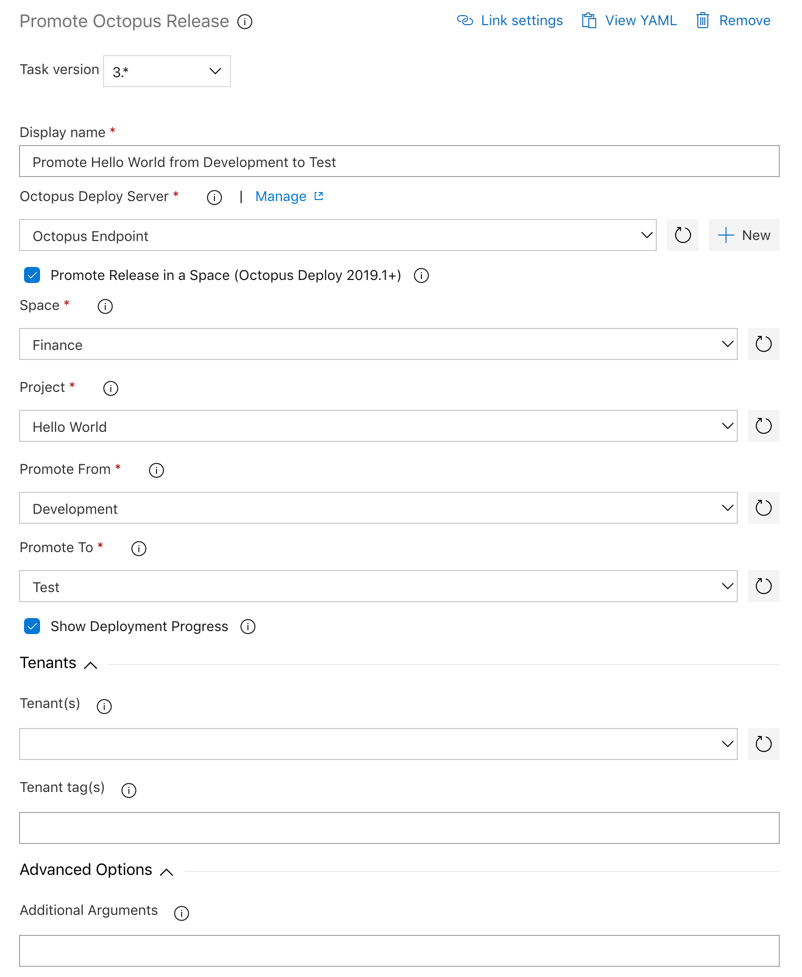 Promote Octopus Release
Link settings View YAML Remove
Task version 3.*
Display name *
Promote Hello World from Development to Test
Octopus Deploy Server * | Manage
Octopus Endpoint New
Promote Release in a Space (Octopus Deploy 2019.1+)
Space *
Finance
Project *
Hello World
Promote From *
Development
Promote To *
Test
Show Deployment Progress
Tenants
Tenant(s)
Tenant tag(s)
Advanced Options
Additional Arguments